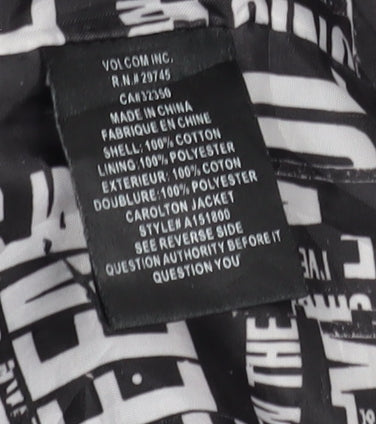 VOLCOM INC.
R.N.# 29745
CA#32350
MADE IN CHINA
FABRIQUE EN CHINE
SHELL: 100% COTTON
LINING:100% POLYESTER
EXTERIEUR: 100% COTON
DOUBLURE:100% POLYESTER
CAROLTON JACKET
STYLE# A151800
SEE REVERSE SIDE
QUESTION AUTHORITY BEFORE IT
QUESTION YOU
THE